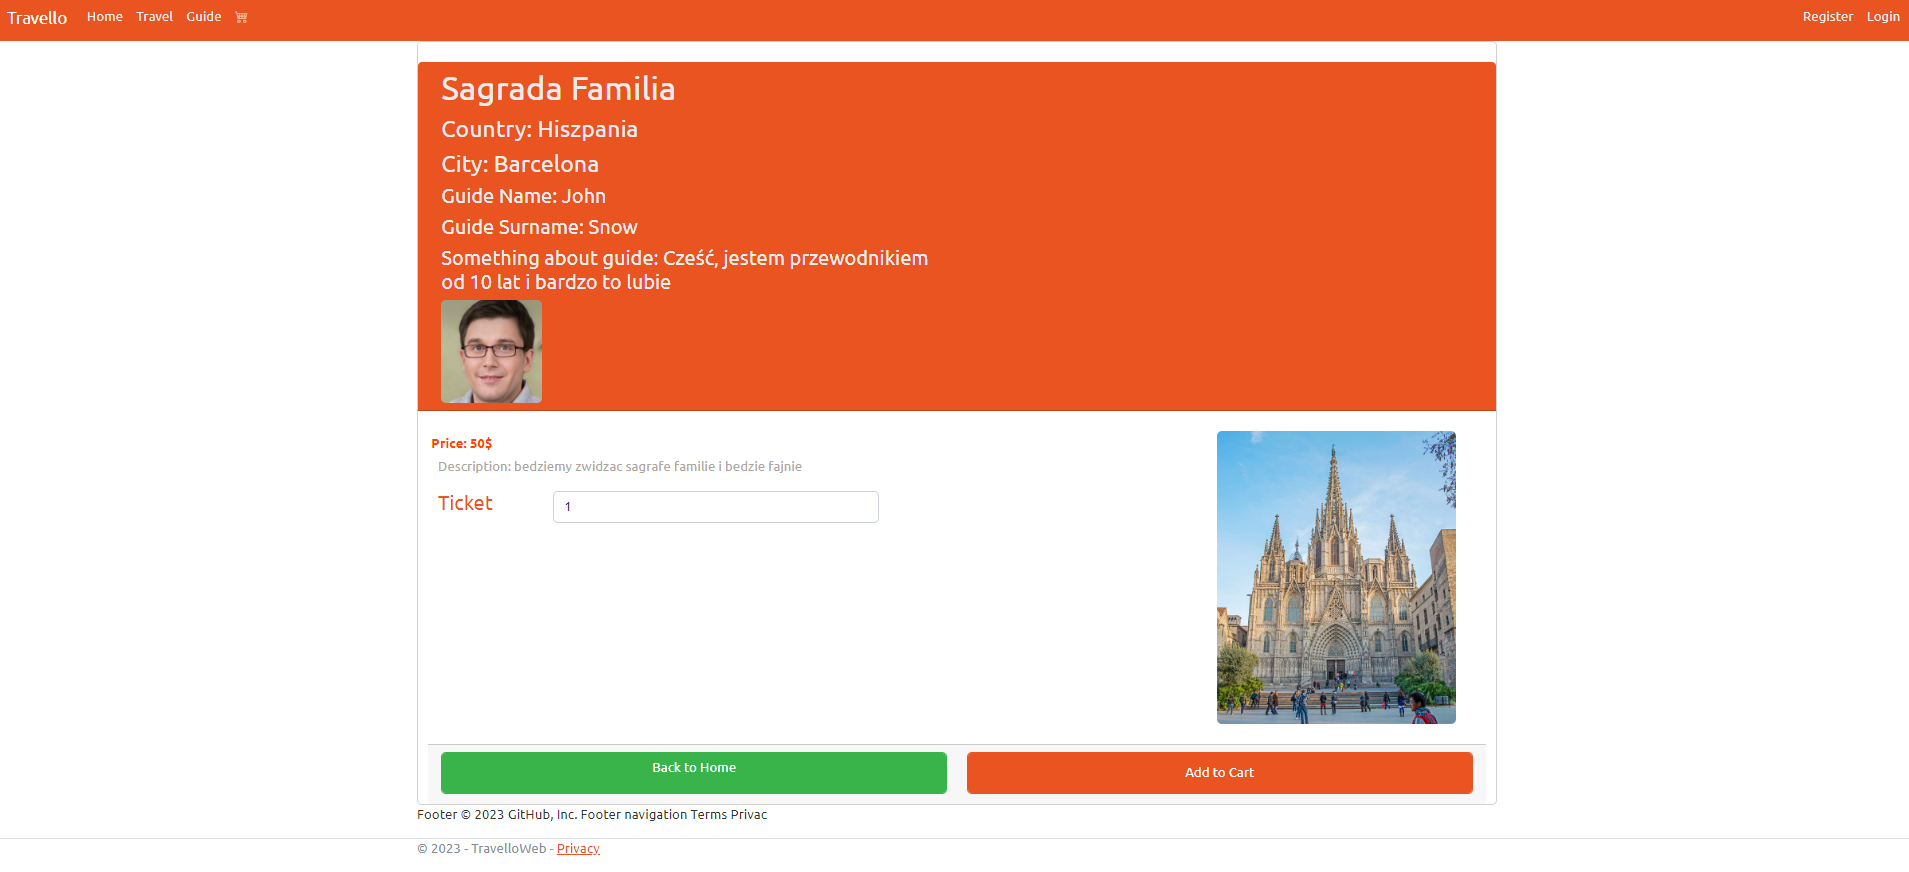 Travello Home Travel Guide Register Login
Sagrada Familia
Country: Hiszpania
City: Barcelona
Guide Name: John
Guide Surname: Snow
Something about guide: Cześć, jestem przewodnikiem
od 10 lat i bardzo to lubie
Price: 50$
Description: bedziemy zwidzac sagrafe familie i bedzie fajnie
Ticket 1
Back to Home Add to Cart
Footer © 2023 GitHub, Inc. Footer navigation Terms Privac
© 2023 - TravelloWeb - Privacy